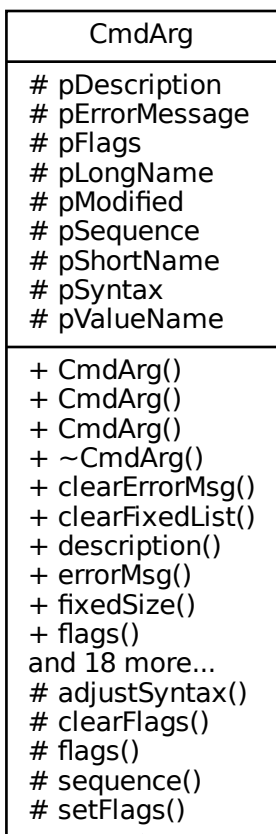 CmdArg
# pDescription
# pErrorMessage
# pFlags
# pLongName
# pModified
# pSequence
# pShortName
# pSyntax
# pValueName
+ CmdArg()
+ CmdArg()
+ CmdArg()
+ ~CmdArg()
+ clearErrorMsg()
+ clearFixedList()
+ description()
+ errorMsg()
+ fixedSize()
+ flags()
and 18 more...
# adjustSyntax()
# clearFlags()
# flags()
# sequence()
# setFlags()